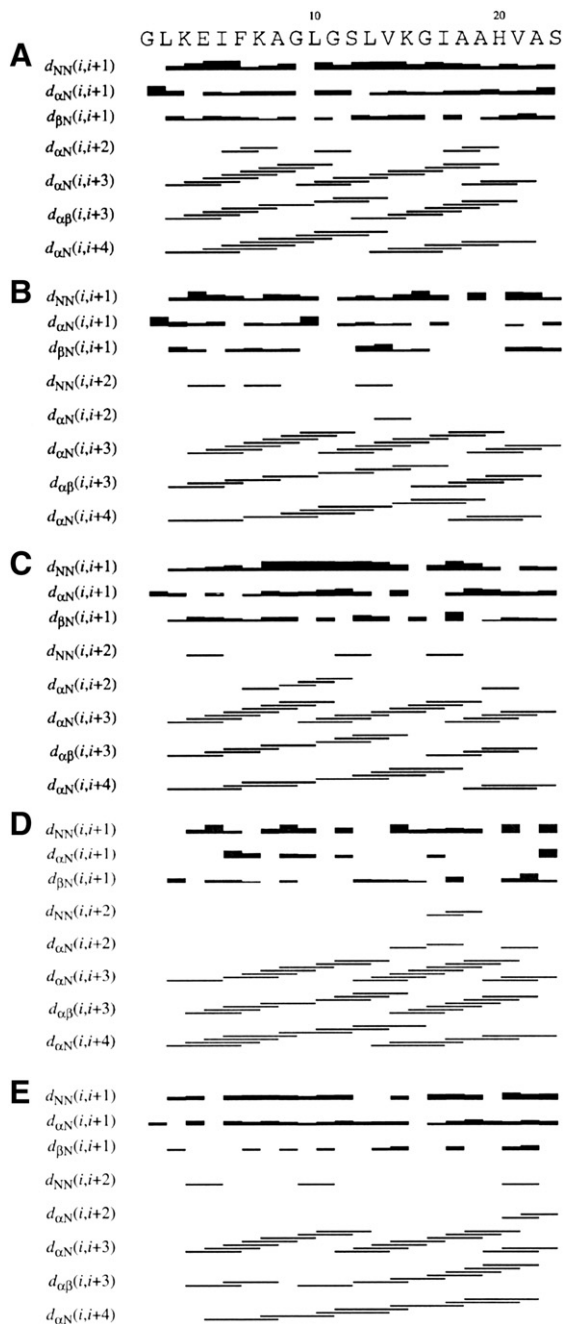 10 20
G L K E I F K A G L G S L V K G I A A H V A S
A
dNN(i,i+1)
dαN(i,i+1)
dβN(i,i+1)
dαN(i,i+2)
dαN(i,i+3)
dαβ(i,i+3)
dαN(i,i+4)
B
dNN(i,i+1)
dαN(i,i+1)
dβN(i,i+1)
dNN(i,i+2)
dαN(i,i+2)
dαN(i,i+3)
dαβ(i,i+3)
dαN(i,i+4)
C
dNN(i,i+1)
dαN(i,i+1)
dβN(i,i+1)
dNN(i,i+2)
dαN(i,i+2)
dαN(i,i+3)
dαβ(i,i+3)
dαN(i,i+4)
D
dNN(i,i+1)
dαN(i,i+1)
dβN(i,i+1)
dNN(i,i+2)
dαN(i,i+2)
dαN(i,i+3)
dαβ(i,i+3)
dαN(i,i+4)
E
dNN(i,i+1)
dαN(i,i+1)
dβN(i,i+1)
dNN(i,i+2)
dαN(i,i+2)
dαN(i,i+3)
dαβ(i,i+3)
dαN(i,i+4)